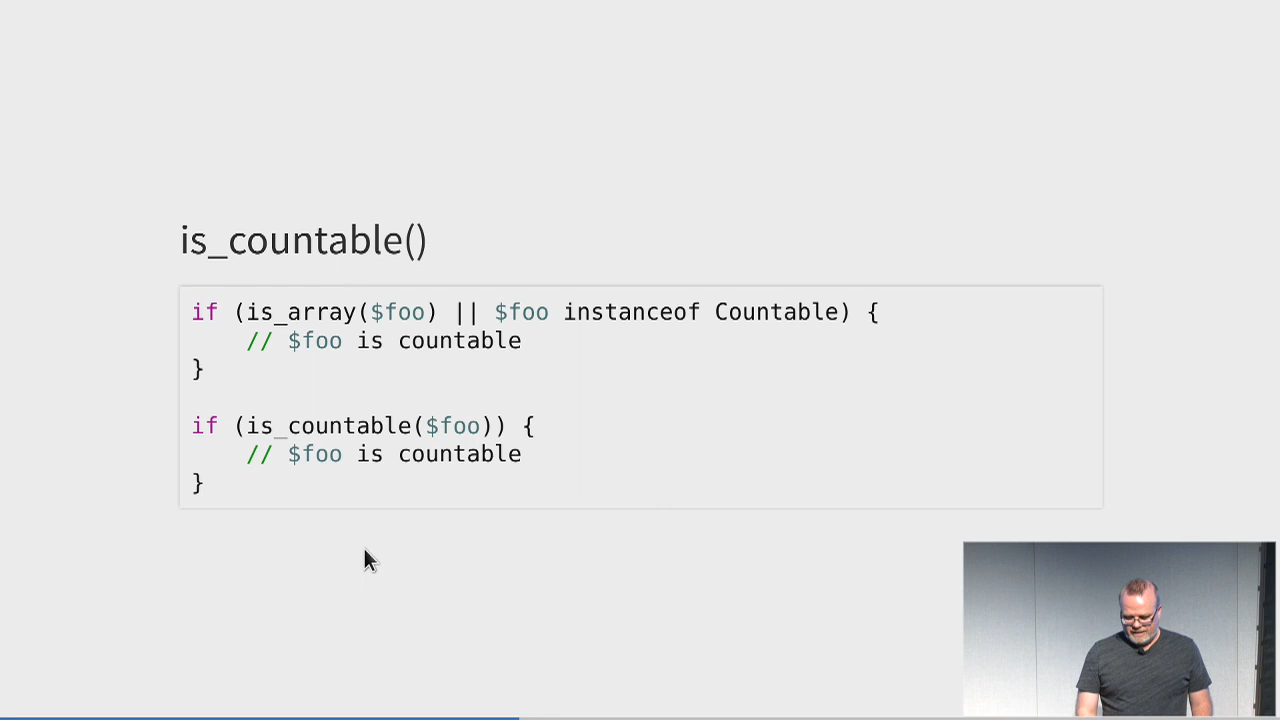 is_countable()
if (is_array($foo) || $foo instanceof Countable) {
    // $foo is countable
}
if (is_countable($foo)) {
    // $foo is countable
}